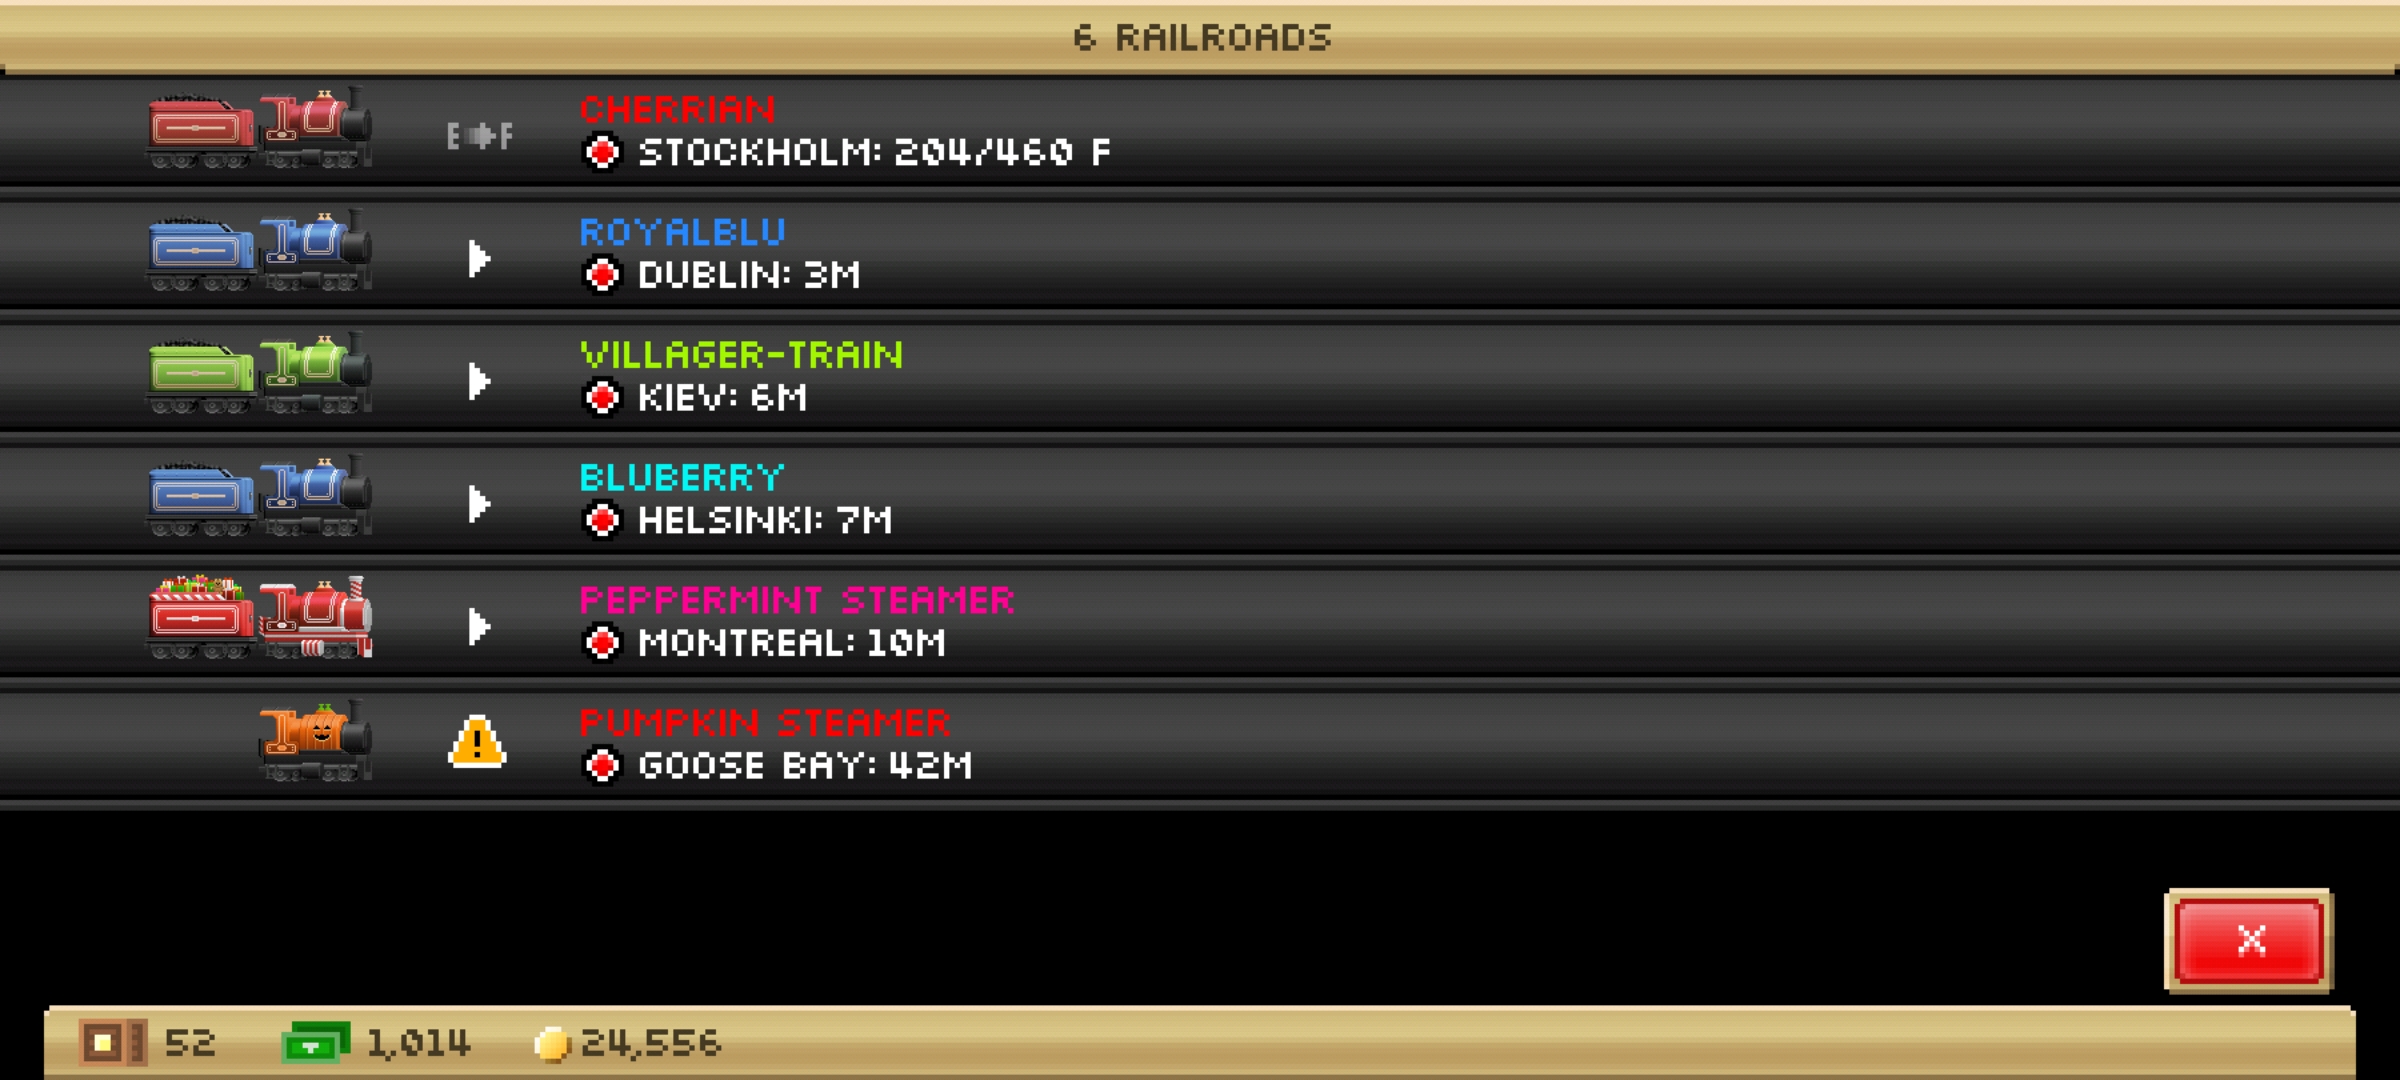 6 RAILROADS
CHERRIAN
E F
STOCKHOLM: 204/460 F
ROYALBLU
DUBLIN: 3M
VILLAGER-TRAIN
KIEV: 6M
BLUBERRY
HELSINKI: 7M
PEPPERMINT STEAMER
MONTREAL: 10M
PUMPKIN STEAMER
!
GOOSE BAY: 42M
X
52 1,014 24,556